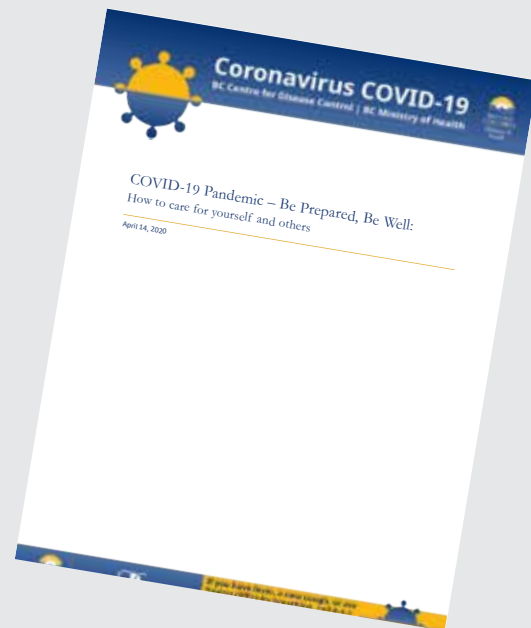 Coronavirus COVID-19
BC Centre for Disease Control | BC Ministry of Health
COVID-19 Pandemic – Be Prepared, Be Well:
How to care for yourself and others
April 14, 2020
If you have fever, a new cough, or are